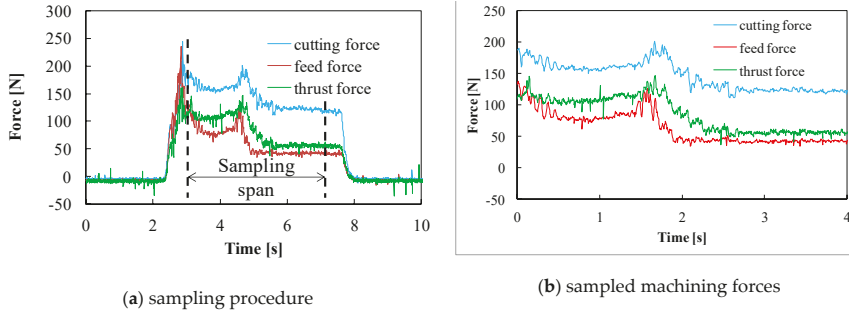 300
250
200
150
100
50
0
-50
Force [N]
cutting force
feed force
thrust force
Sampling
span
0 2 4 6 8 10
Time [s]
(a) sampling procedure
250
200
150
100
50
0
-50
Force [N]
cutting force
feed force
thrust force
0 1 2 3 4
Time [s]
(b) sampled machining forces